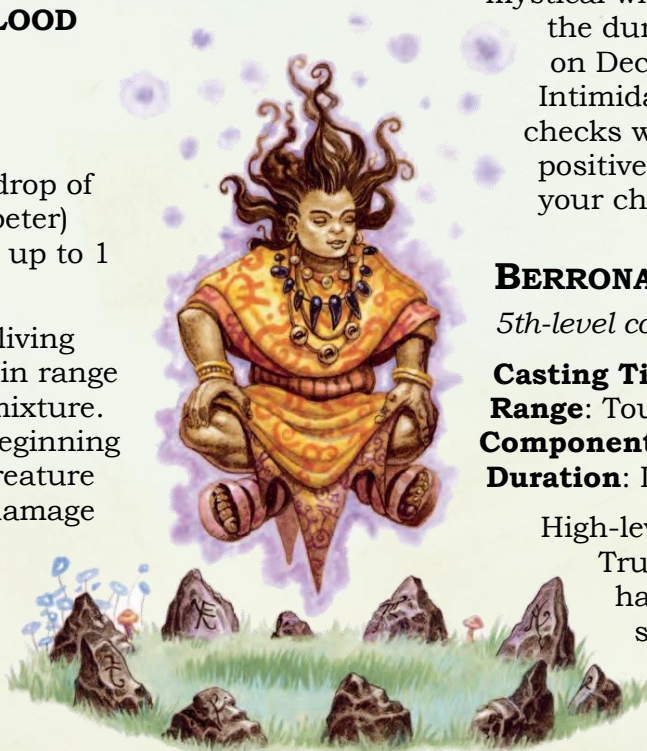 LOOD
drop of
peter)
up to 1
living
in range
mixture.
eginning
reature
damage
mystical wi
the dur
on Dec
Intimida
checks w
positive
your ch
BERRONA
5th-level co
Casting Ti
Range: Tou
Component
Duration: I
High-lev
Tru
ha
s